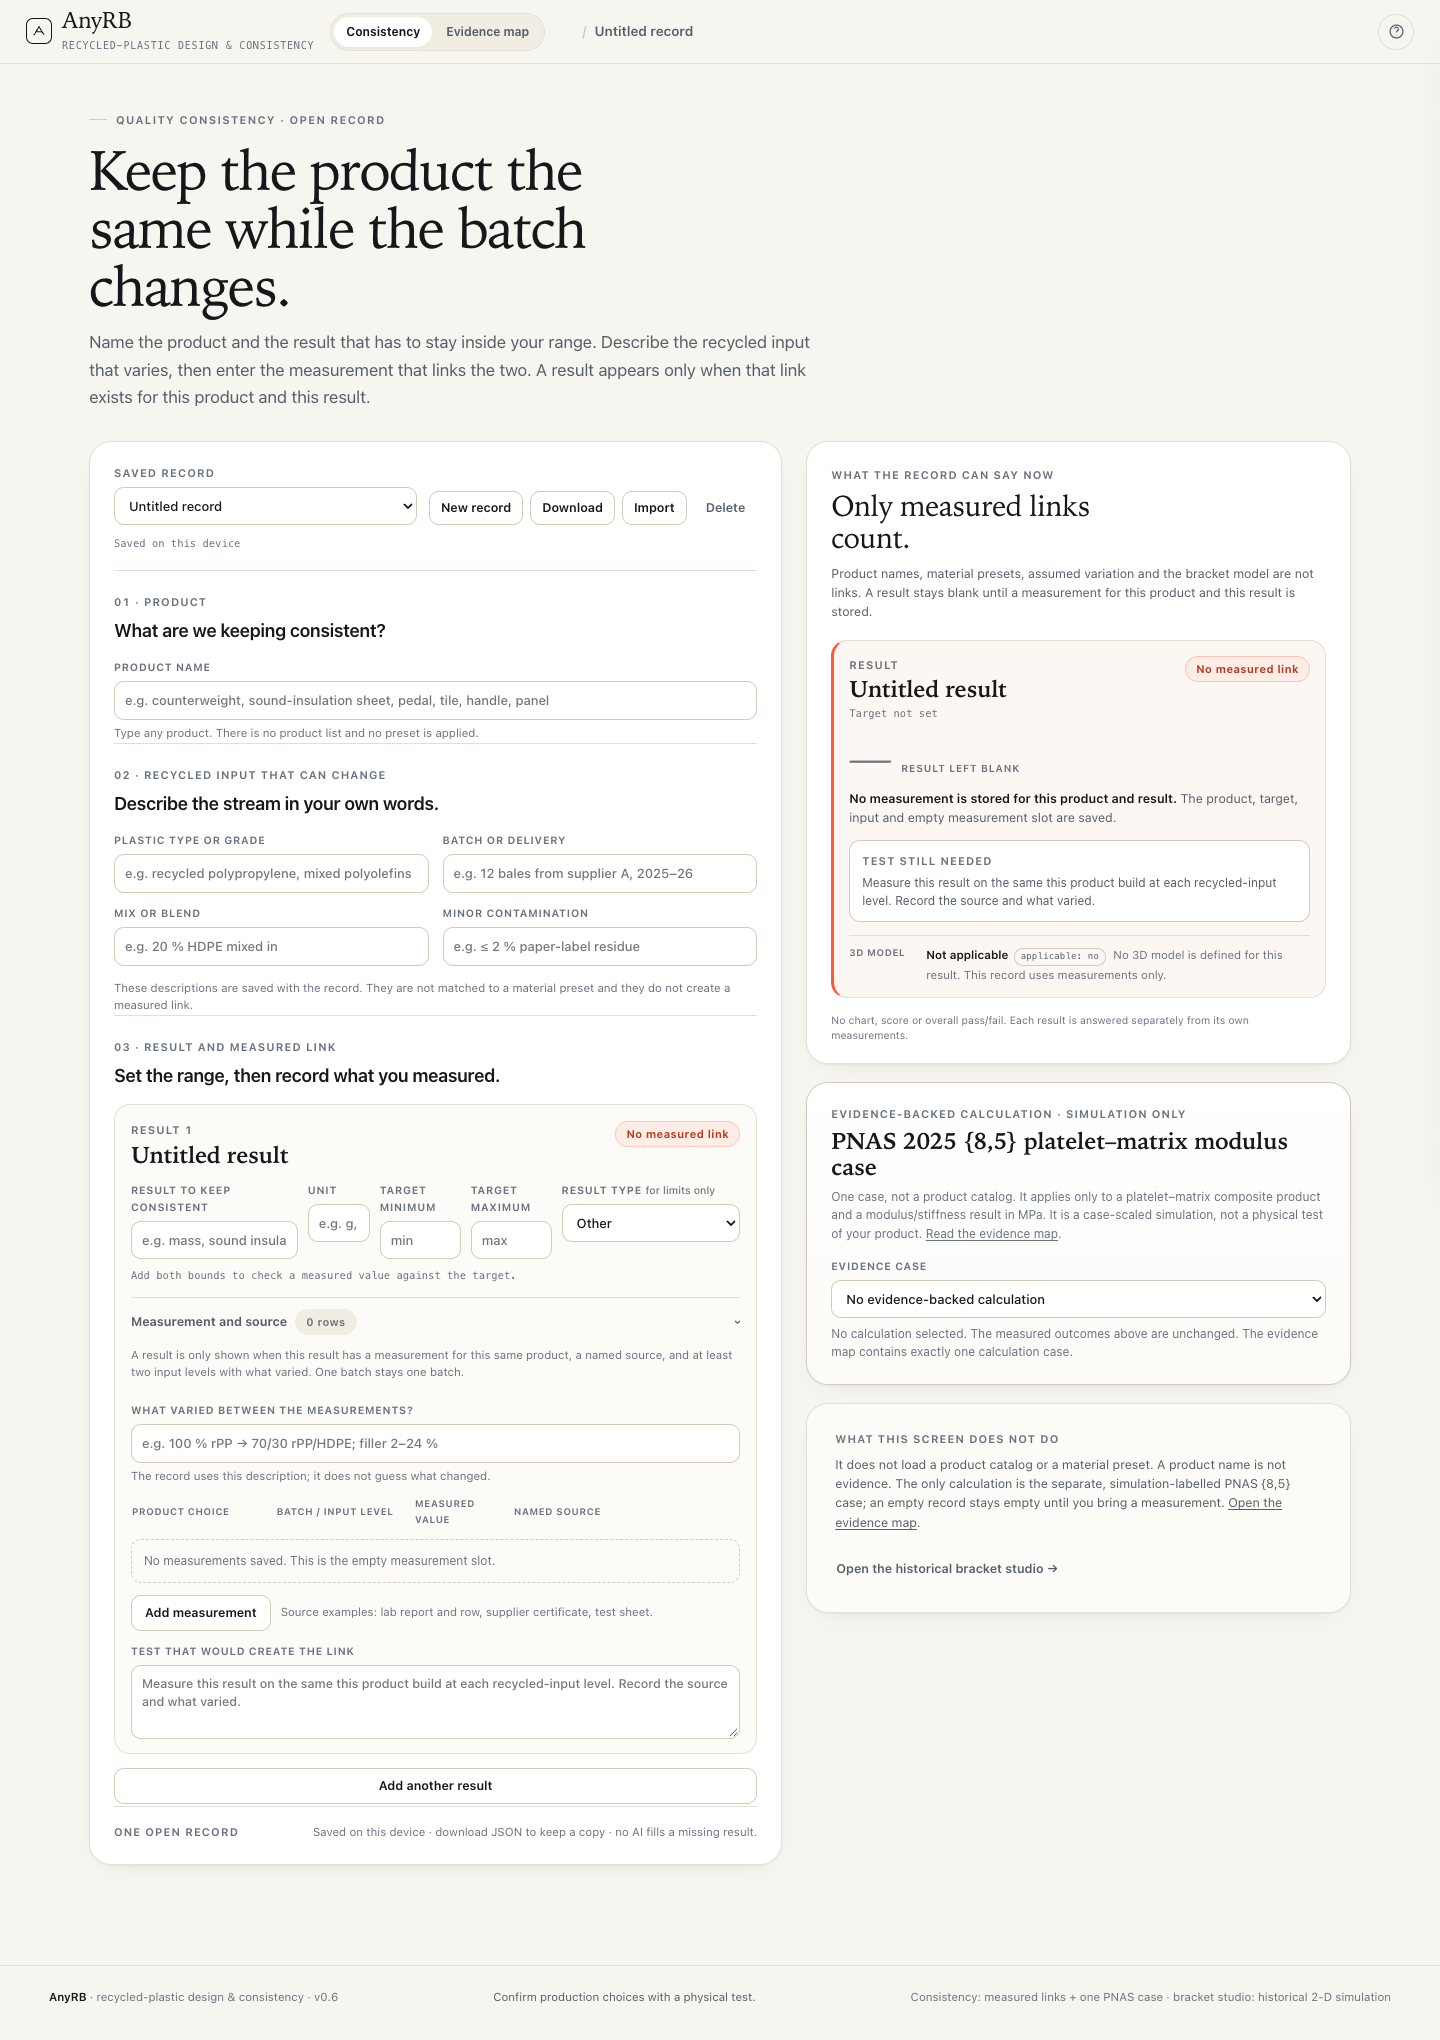 AnyRB
RECYCLED-PLASTIC DESIGN & CONSISTENCY
Consistency
Evidence map
/ Untitled record
QUALITY CONSISTENCY · OPEN RECORD
Keep the product the
same while the batch
changes.
Name the product and the result that has to stay inside your range. Describe the recycled input
that varies, then enter the measurement that links the two. A result appears only when that link
exists for this product and this result.
SAVED RECORD
Untitled record
New record
Download
Import
Delete
Saved on this device
01 · PRODUCT
What are we keeping consistent?
PRODUCT NAME
e.g. counterweight, sound-insulation sheet, pedal, tile, handle, panel
Type any product. There is no product list and no preset is applied.
02 · RECYCLED INPUT THAT CAN CHANGE
Describe the stream in your own words.
PLASTIC TYPE OR GRADE
BATCH OR DELIVERY
e.g. recycled polypropylene, mixed polyolefins
e.g. 12 bales from supplier A, 2025–26
MIX OR BLEND
MINOR CONTAMINATION
e.g. 20 % HDPE mixed in
e.g. ≤ 2 % paper-label residue
These descriptions are saved with the record. They are not matched to a material preset and they do not create a
measured link.
03 · RESULT AND MEASURED LINK
Set the range, then record what you measured.
RESULT 1
No measured link
Untitled result
RESULT TO KEEP
CONSISTENT
UNIT
TARGET
MINIMUM
TARGET
MAXIMUM
RESULT TYPE for limits only
e.g. mass, sound insula
e.g. g,
min
max
Other
Add both bounds to check a measured value against the target.
Measurement and source
0 rows
A result is only shown when this result has a measurement for this same product, a named source, and at least
two input levels with what varied. One batch stays one batch.
WHAT VARIED BETWEEN THE MEASUREMENTS?
e.g. 100 % rPP → 70/30 rPP/HDPE; filler 2–24 %
The record uses this description; it does not guess what changed.
PRODUCT CHOICE
BATCH / INPUT LEVEL
MEASURED
VALUE
NAMED SOURCE
No measurements saved. This is the empty measurement slot.
Add measurement
Source examples: lab report and row, supplier certificate, test sheet.
TEST THAT WOULD CREATE THE LINK
Measure this result on the same this product build at each recycled-input level. Record the source
and what varied.
Add another result
ONE OPEN RECORD
Saved on this device · download JSON to keep a copy · no AI fills a missing result.
WHAT THE RECORD CAN SAY NOW
Only measured links
count.
Product names, material presets, assumed variation and the bracket model are not
links. A result stays blank until a measurement for this product and this result is
stored.
RESULT
No measured link
Untitled result
Target not set
RESULT LEFT BLANK
No measurement is stored for this product and result. The product, target,
input and empty measurement slot are saved.
TEST STILL NEEDED
Measure this result on the same this product build at each recycled-input
level. Record the source and what varied.
3D MODEL
Not applicable applicable: no No 3D model is defined for this
result. This record uses measurements only.
No chart, score or overall pass/fail. Each result is answered separately from its own
measurements.
EVIDENCE-BACKED CALCULATION · SIMULATION ONLY
PNAS 2025 {8,5} platelet–matrix modulus
case
One case, not a product catalog. It applies only to a platelet–matrix composite product
and a modulus/stiffness result in MPa. It is a case-scaled simulation, not a physical test
of your product. Read the evidence map.
EVIDENCE CASE
No evidence-backed calculation
No calculation selected. The measured outcomes above are unchanged. The evidence
map contains exactly one calculation case.
WHAT THIS SCREEN DOES NOT DO
It does not load a product catalog or a material preset. A product name is not
evidence. The only calculation is the separate, simulation-labelled PNAS {8,5}
case; an empty record stays empty until you bring a measurement. Open the
evidence map.
Open the historical bracket studio →
AnyRB · recycled-plastic design & consistency · v0.6
Confirm production choices with a physical test.
Consistency: measured links + one PNAS case · bracket studio: historical 2-D simulation